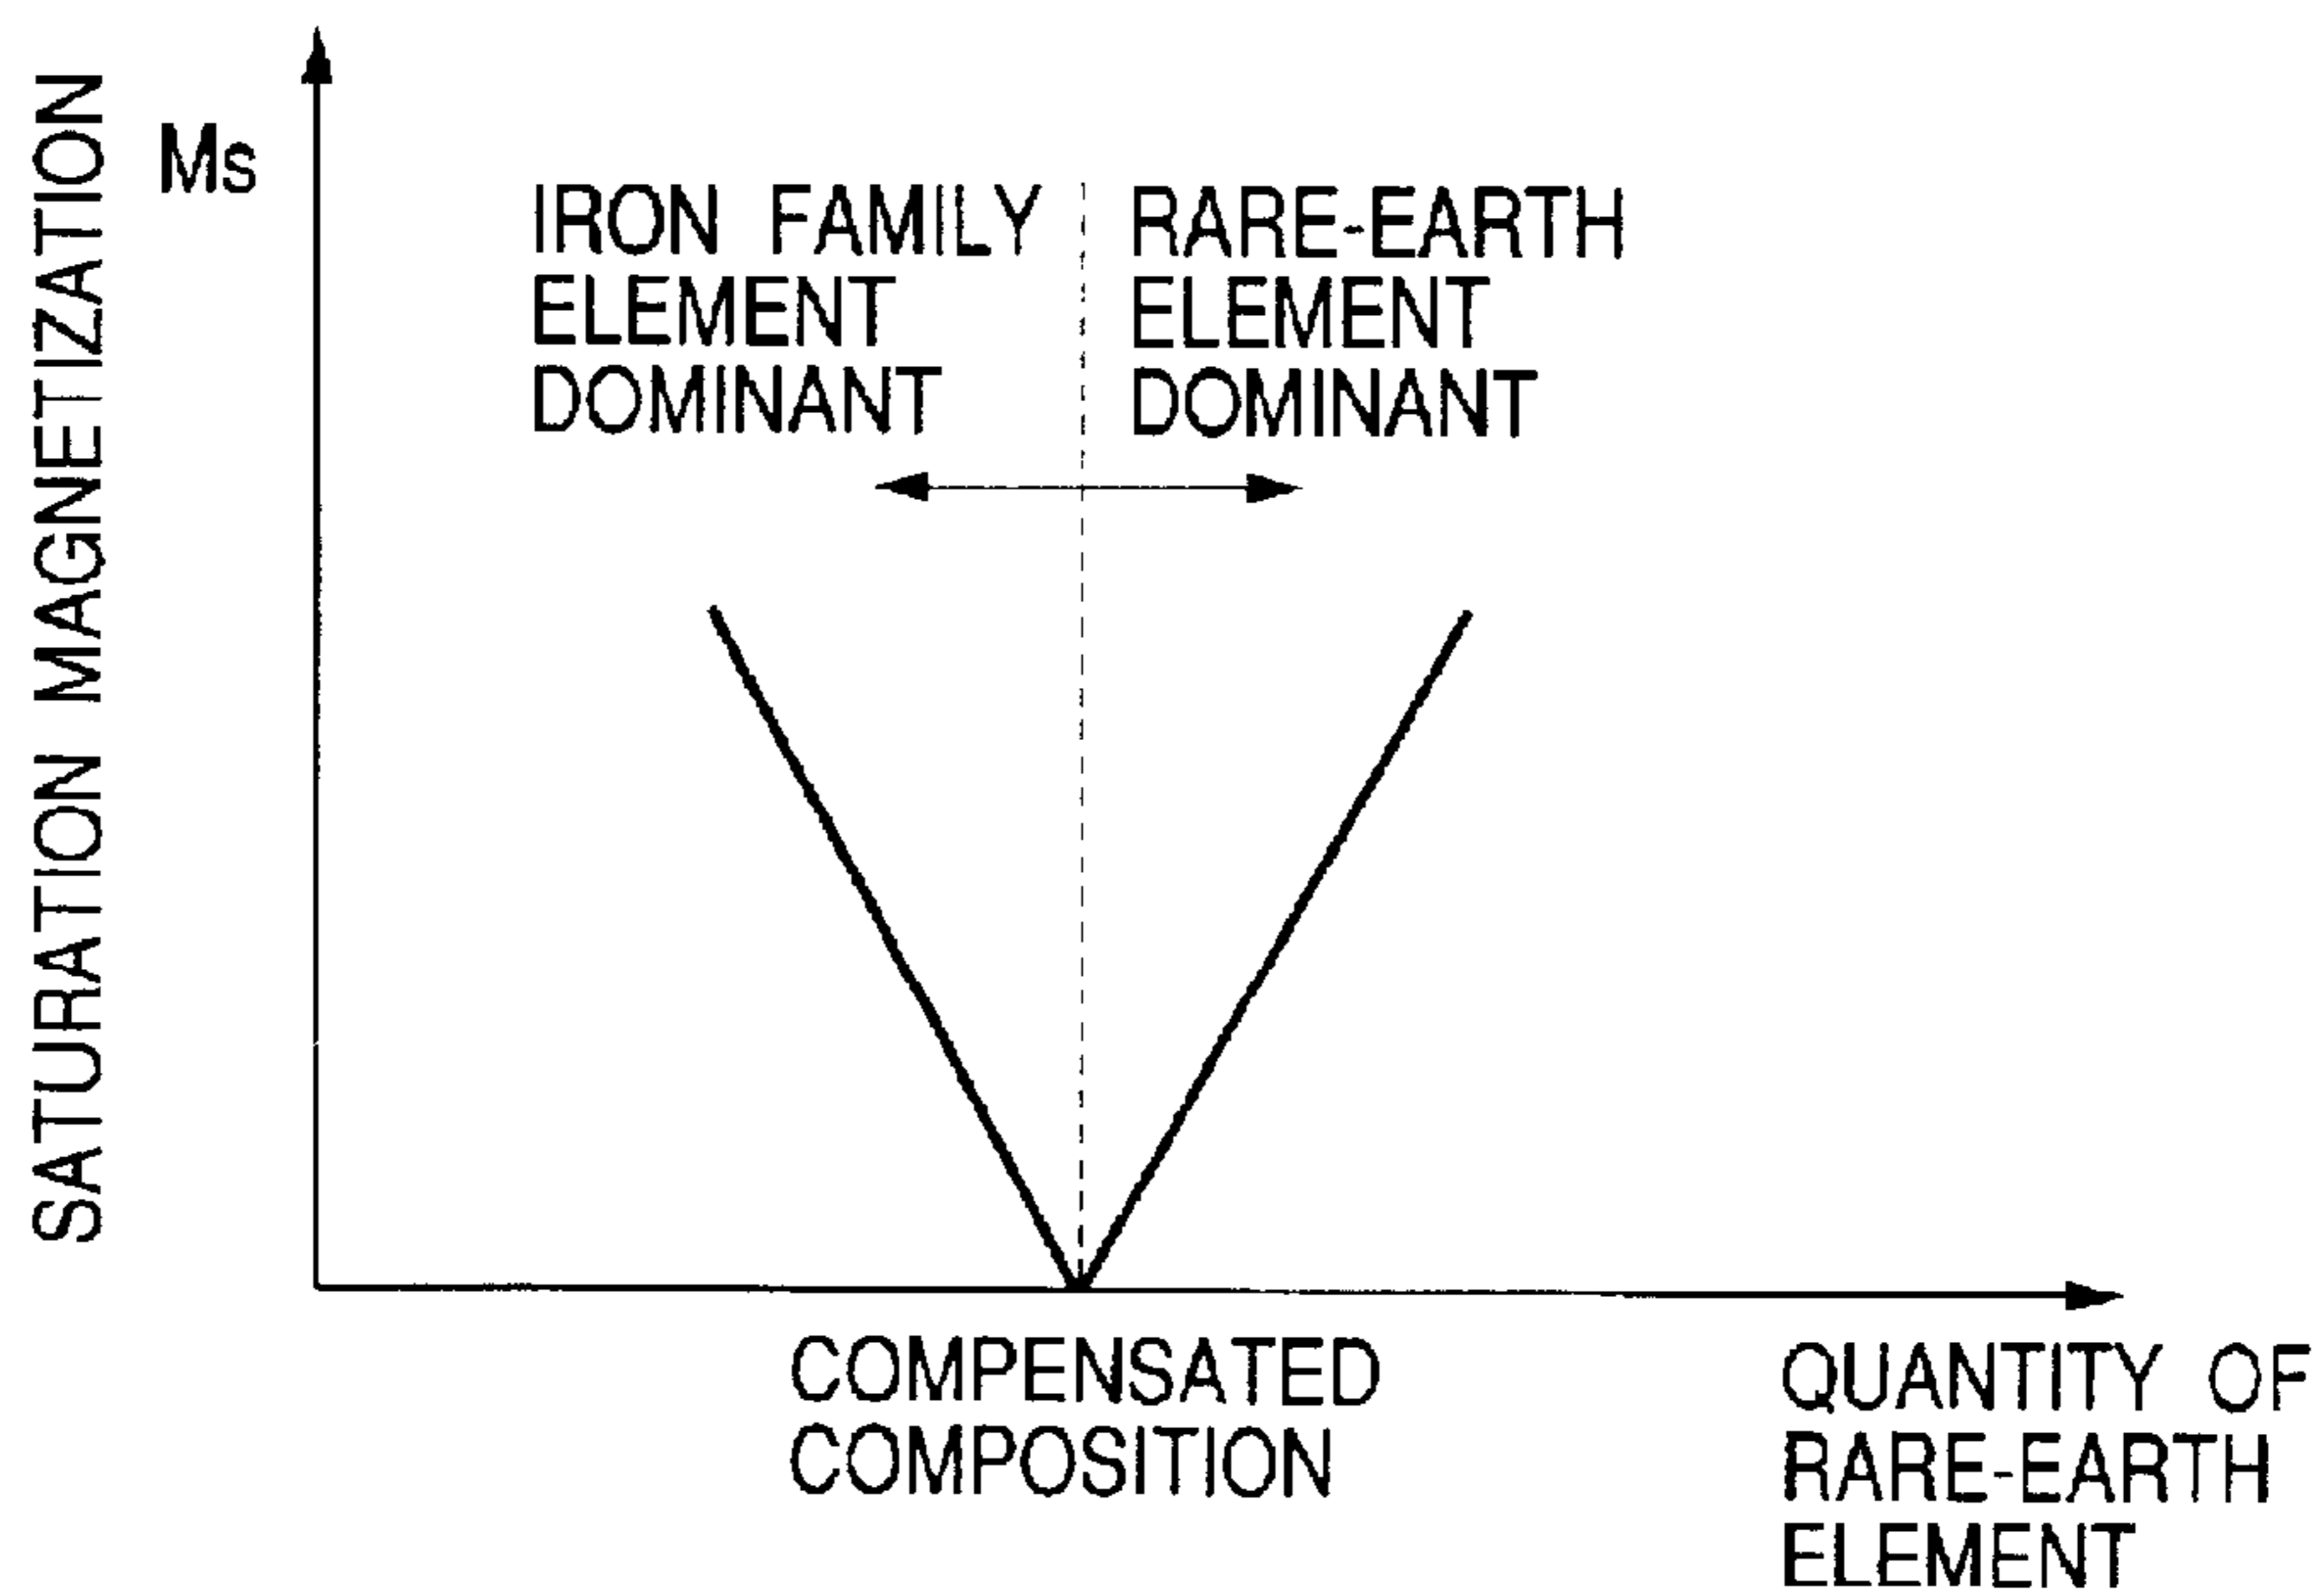 SATURATION MAGNETIZATION
Ms
IRON FAMILY
ELEMENT
DOMINANT
RARE-EARTH
ELEMENT
DOMINANT
COMPENSATED
COMPOSITION
QUANTITY OF
RARE-EARTH
ELEMENT